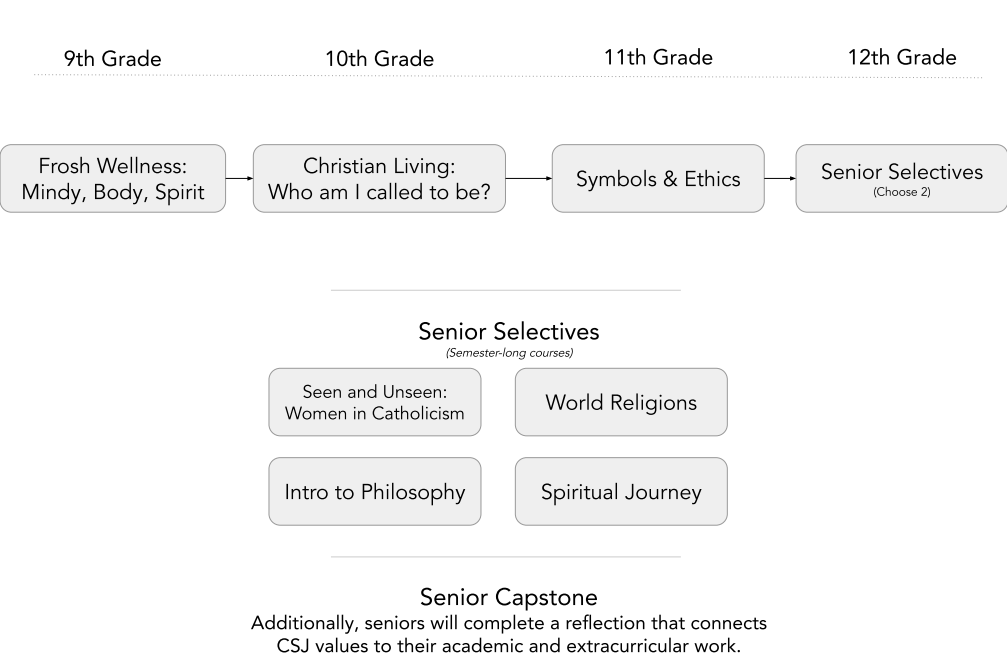 9th Grade
10th Grade
11th Grade
12th Grade
Frosh Wellness:
Mindy, Body, Spirit
Christian Living:
Who am I called to be?
Symbols & Ethics
Senior Selectives
(Choose 2)
Senior Selectives
(Semester-long courses)
Seen and Unseen:
Women in Catholicism
World Religions
Intro to Philosophy
Spiritual Journey
Senior Capstone
Additionally, seniors will complete a reflection that connects
CSJ values to their academic and extracurricular work.